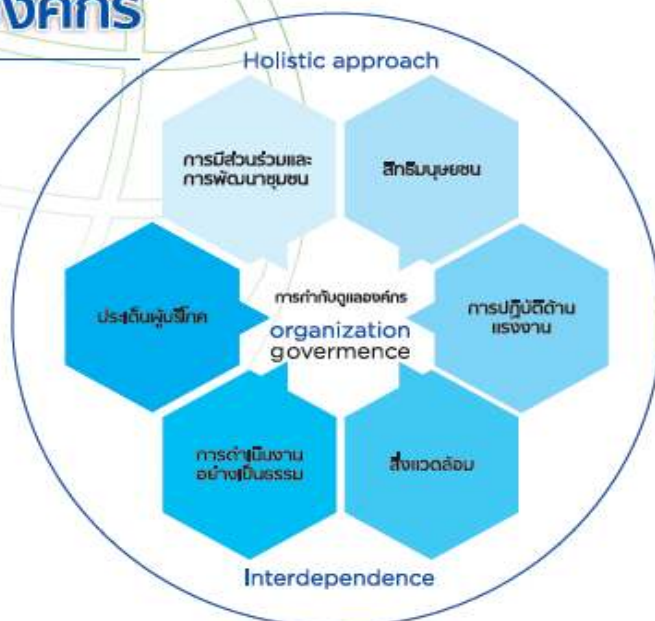 งค์กร
Holistic approach
การมีส่วนร่วมและ
การพัฒนาชุมชน
สิทธิมนุษยชน
ประเด็นผู้บริโภค
การกำกับดูแลองค์กร
organization
govermence
การปฏิบัติด้าน
แรงงาน
การดำเนินงาน
อย่างเป็นธรรม
สิ่งแวดล้อม
Interdependence